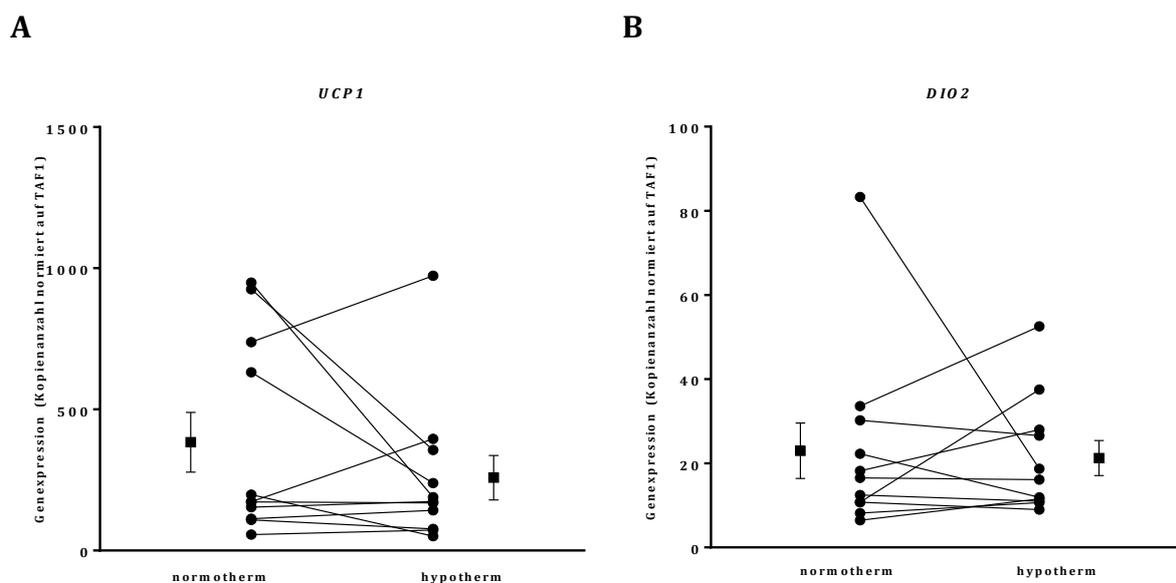 A
B
UCP1
DIO2
Genexpression (Kopienanzahl normiert auf TAF1)
1500
1000
500
0
normotherm
hypotherm
Genexpression (Kopienanzahl normiert auf TAF1)
100
80
60
40
20
0
normotherm
hypotherm